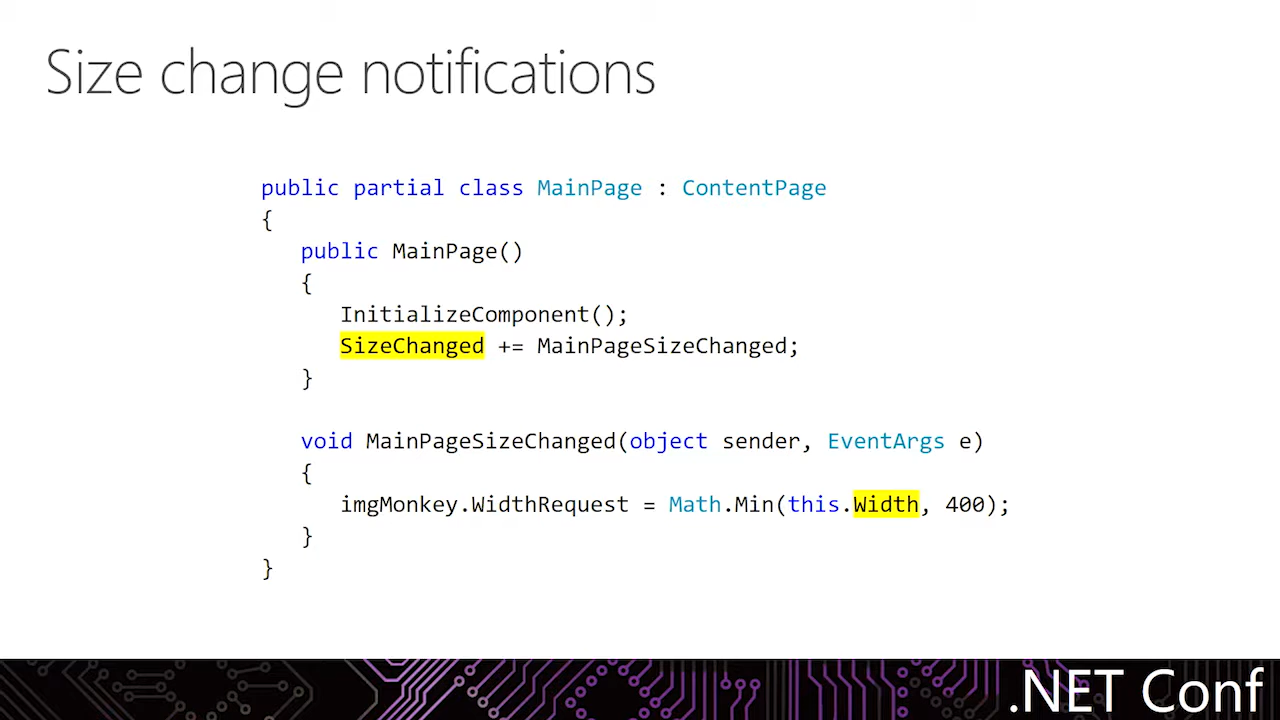 Size change notifications
public partial class MainPage : ContentPage
{
public MainPage()
{
InitializeComponent();
SizeChanged += MainPageSizeChanged;
}
void MainPageSizeChanged(object sender, EventArgs e)
{
imgMonkey.WidthRequest = Math.Min(this.Width, 400);
}
}
.NET Conf